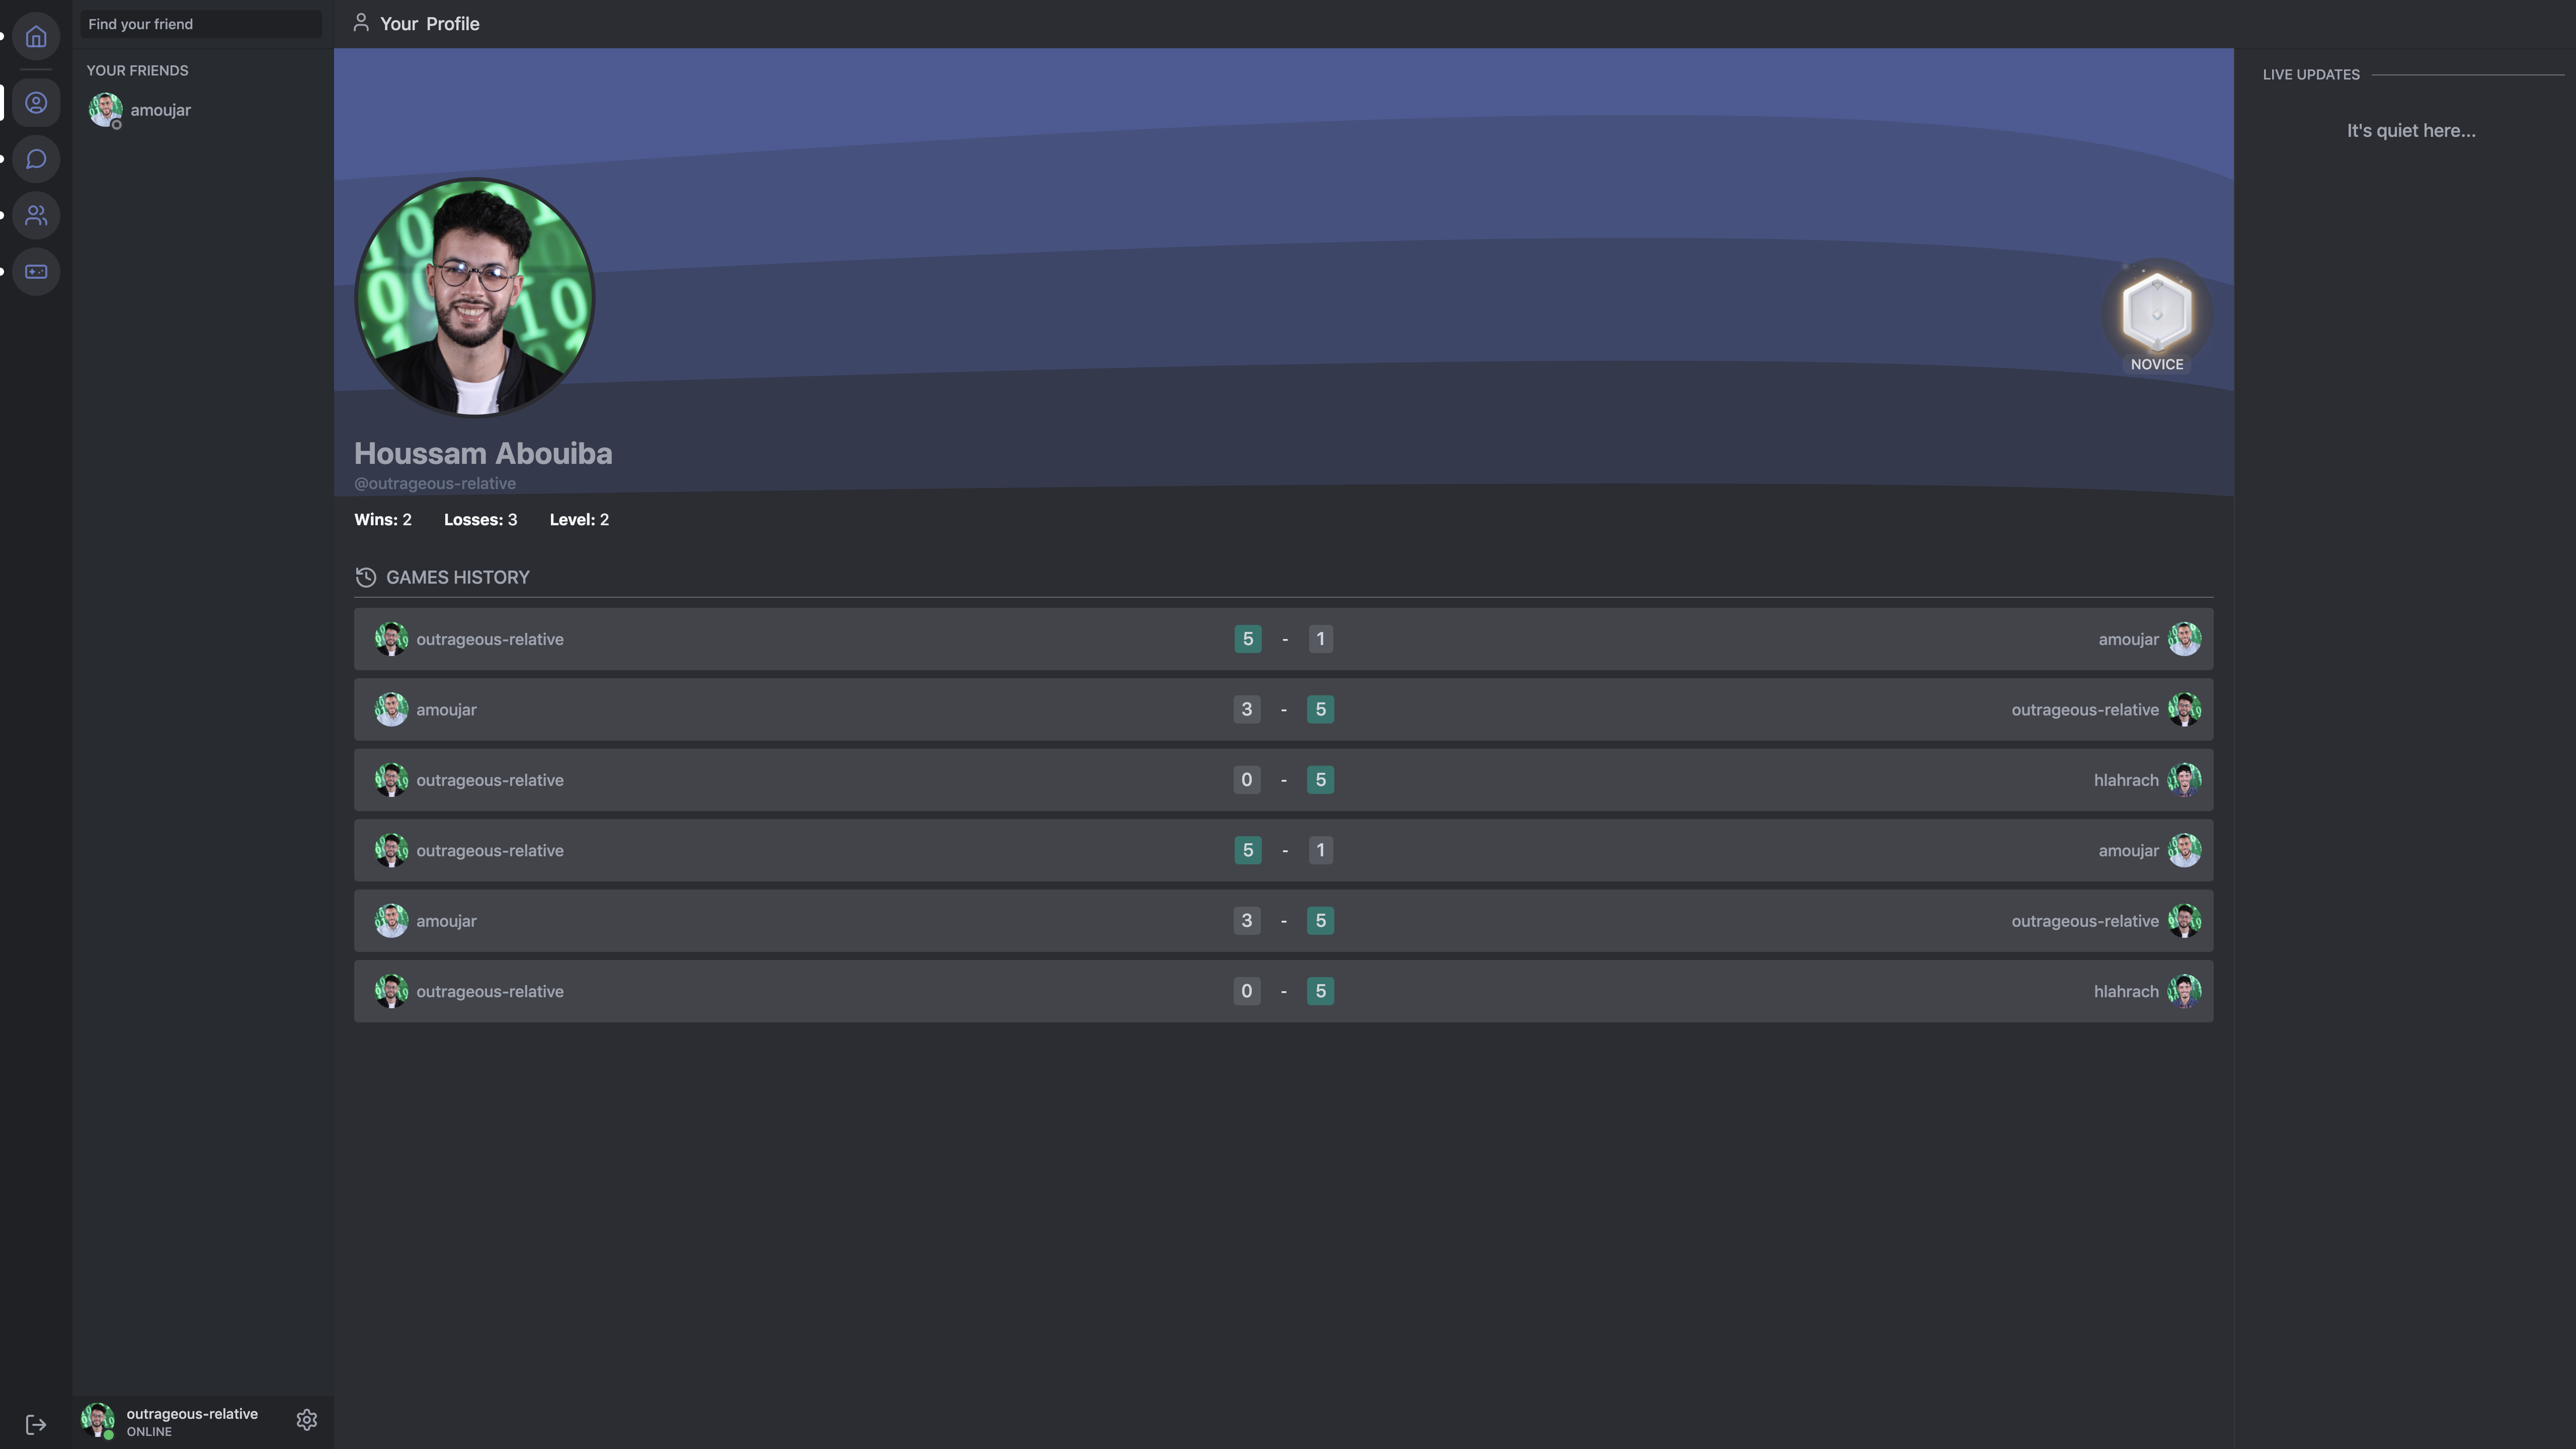 Find your friend
YOUR FRIENDS
amoujar
outrageous-relative
ONLINE
Your Profile
NOVICE
Houssam Abouiba
@outrageous-relative
Wins: 2 Losses: 3 Level: 2
GAMES HISTORY
outrageous-relative 5 - 1 amoujar
amoujar 3 - 5 outrageous-relative
outrageous-relative 0 - 5 hlahrach
outrageous-relative 5 - 1 amoujar
amoujar 3 - 5 outrageous-relative
outrageous-relative 0 - 5 hlahrach
LIVE UPDATES
It's quiet here...